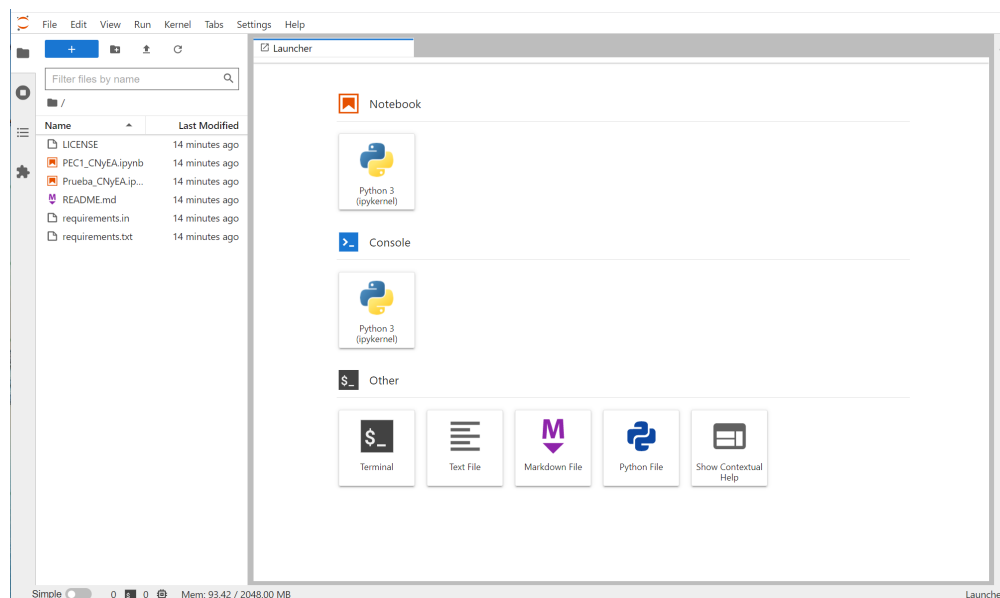 File Edit View Run Kernel Tabs Settings Help
+
Launcher
Filter files by name
/
Name Last Modified
LICENSE 14 minutes ago
PEC1_CNyEA.ipynb 14 minutes ago
Prueba_CNyEA.ip... 14 minutes ago
M README.md 14 minutes ago
requirements.in 14 minutes ago
requirements.txt 14 minutes ago
Notebook
Python 3
(ipykernel)
Console
Python 3
(ipykernel)
$_ Other
$_
Terminal
Text File
M
Markdown File
Python File
Show Contextual
Help
Simple 0 $_ 0 Mem: 93.42 / 2048.00 MB
Launche